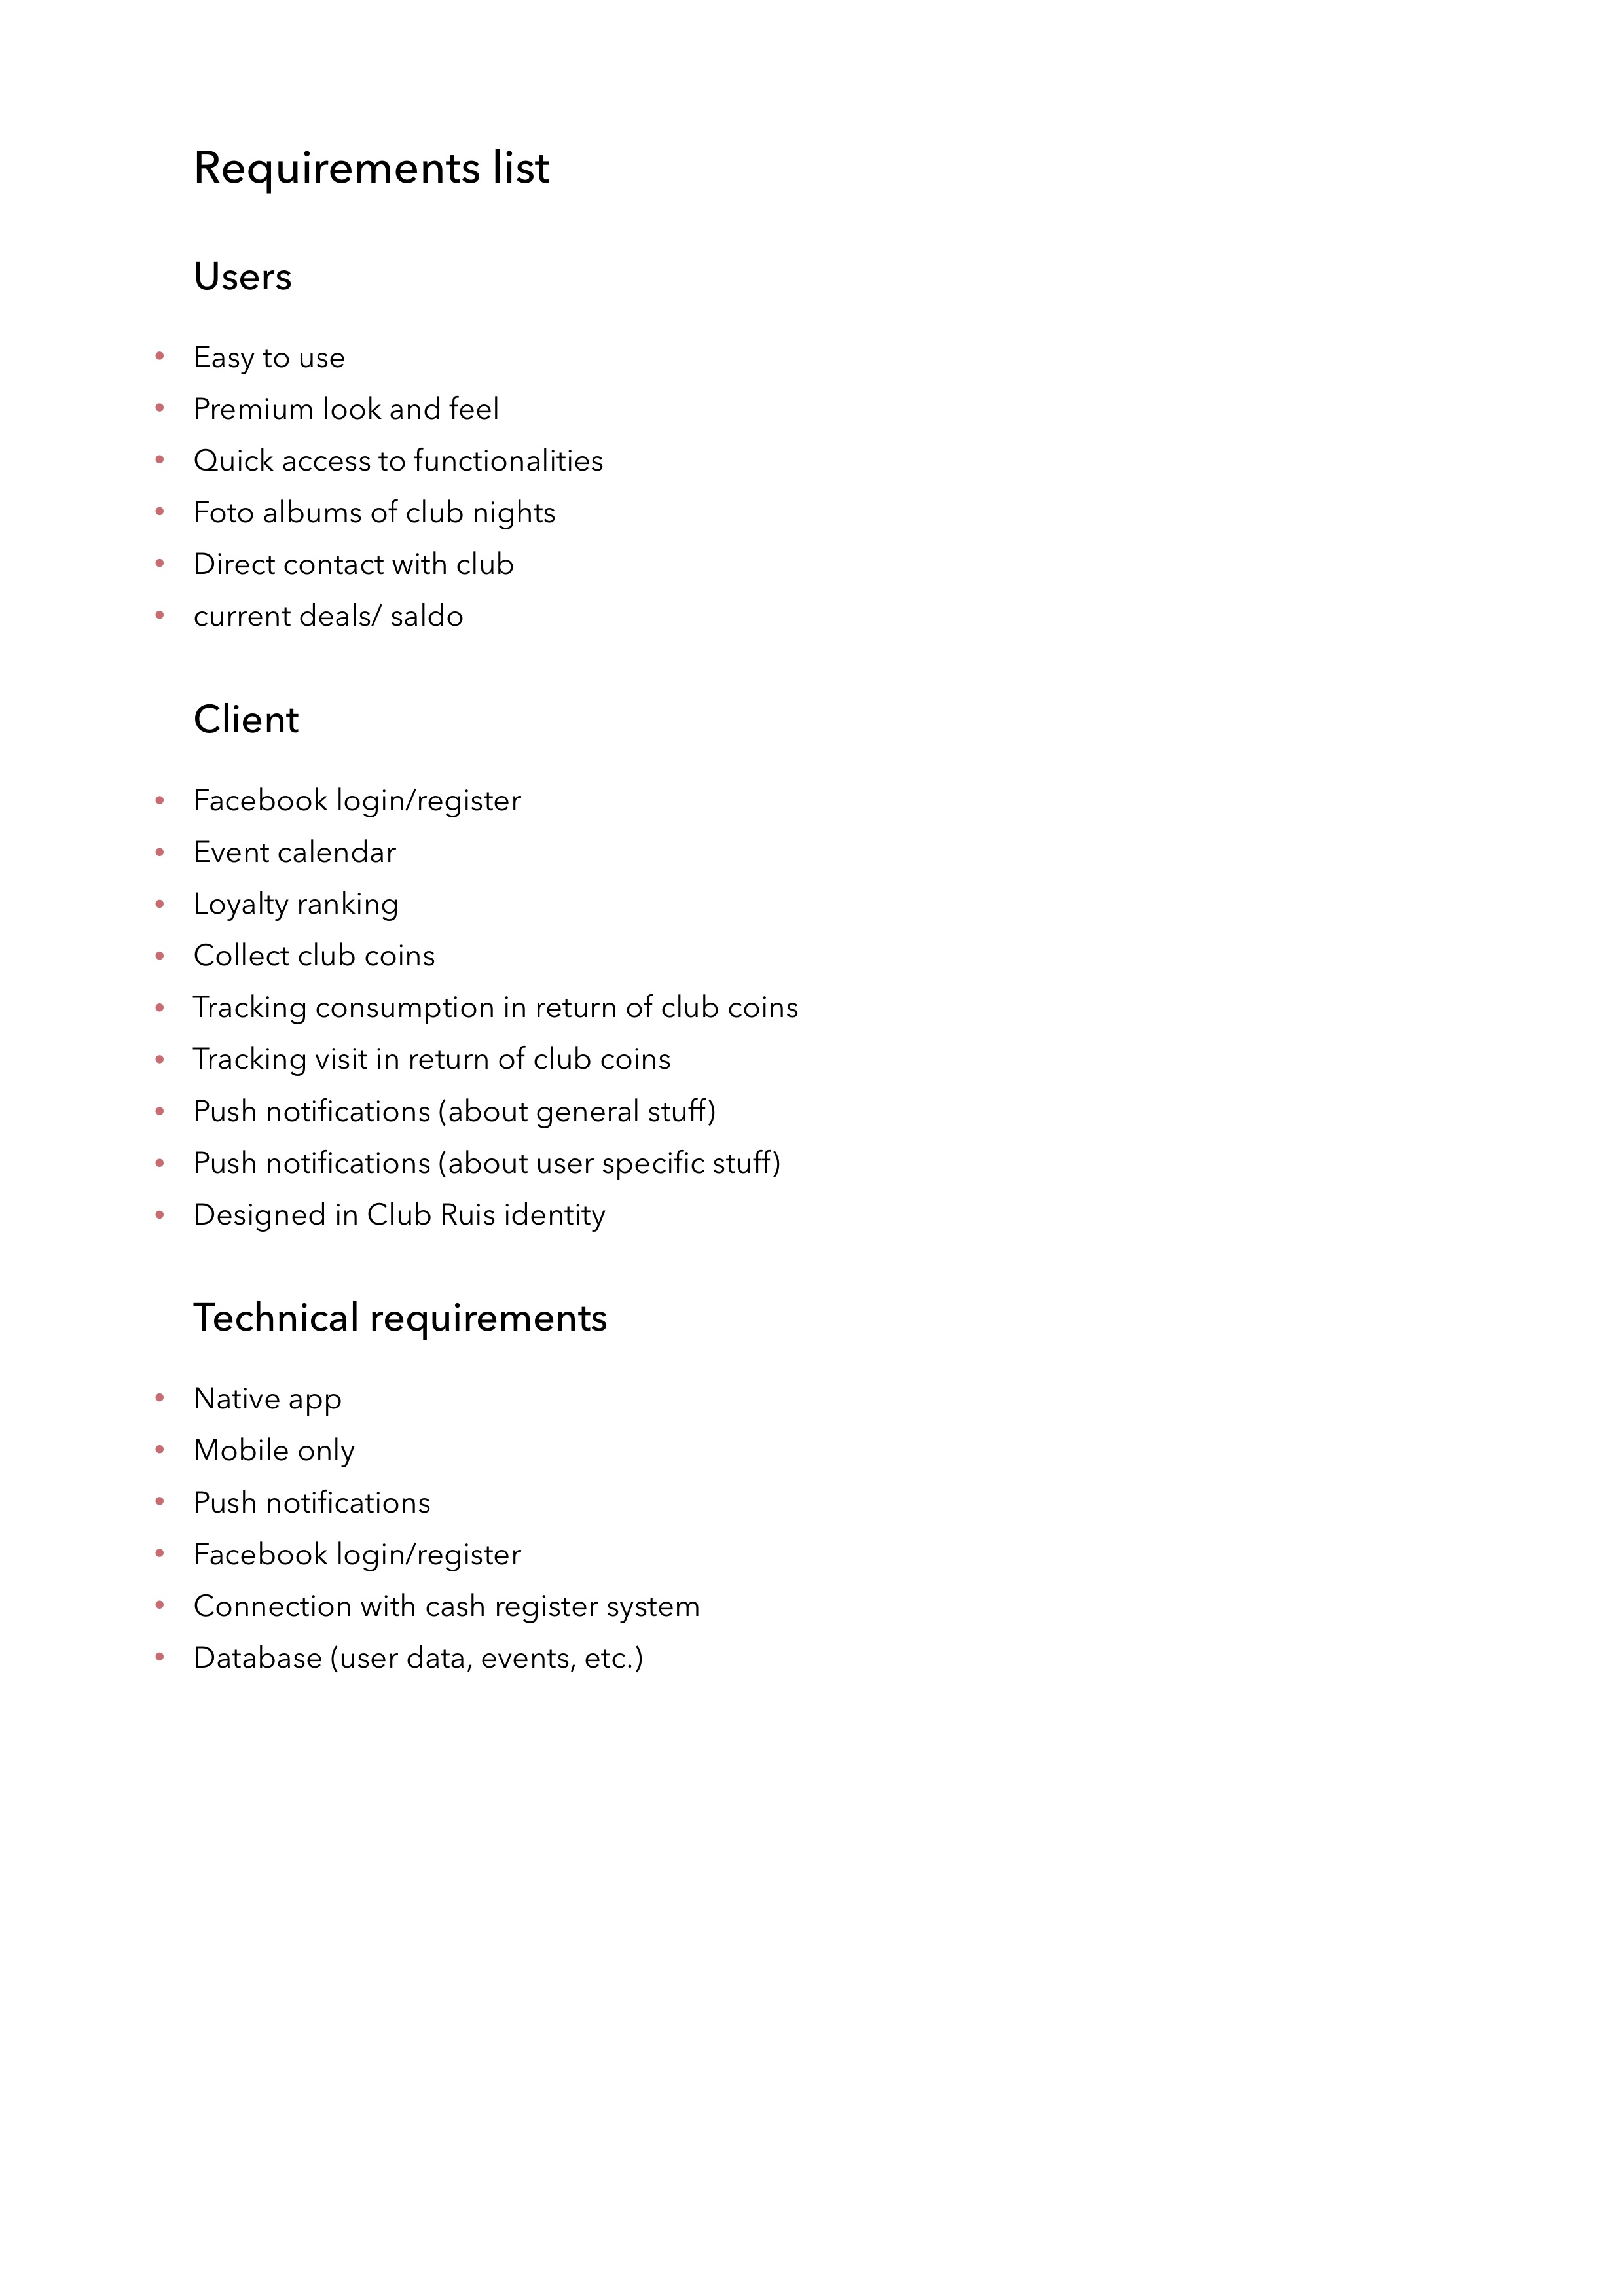 Requirements list
Users
• Easy to use
• Premium look and feel
• Quick access to functionalities
• Foto albums of club nights
• Direct contact with club
• current deals/ saldo
Client
• Facebook login/register
• Event calendar
• Loyalty ranking
• Collect club coins
• Tracking consumption in return of club coins
• Tracking visit in return of club coins
• Push notifications (about general stuff)
• Push notifications (about user specific stuff)
• Designed in Club Ruis identity
Technical requirements
• Native app
• Mobile only
• Push notifications
• Facebook login/register
• Connection with cash register system
• Database (user data, events, etc.)